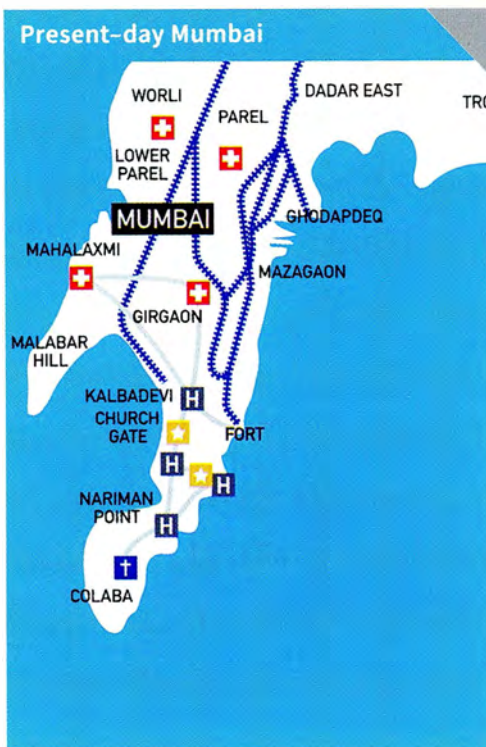 Present-day Mumbai
WORLI
DADAR EAST
PAREL
TRO
LOWER
PAREL
MUMBAI
GHODAPDEQ
MAHALAXMI
MAZAGAON
GIRGAON
MALABAR
HILL
KALBADEVI
H
CHURCH
GATE
FORT
H
H
NARIMAN
POINT
H
COLABA